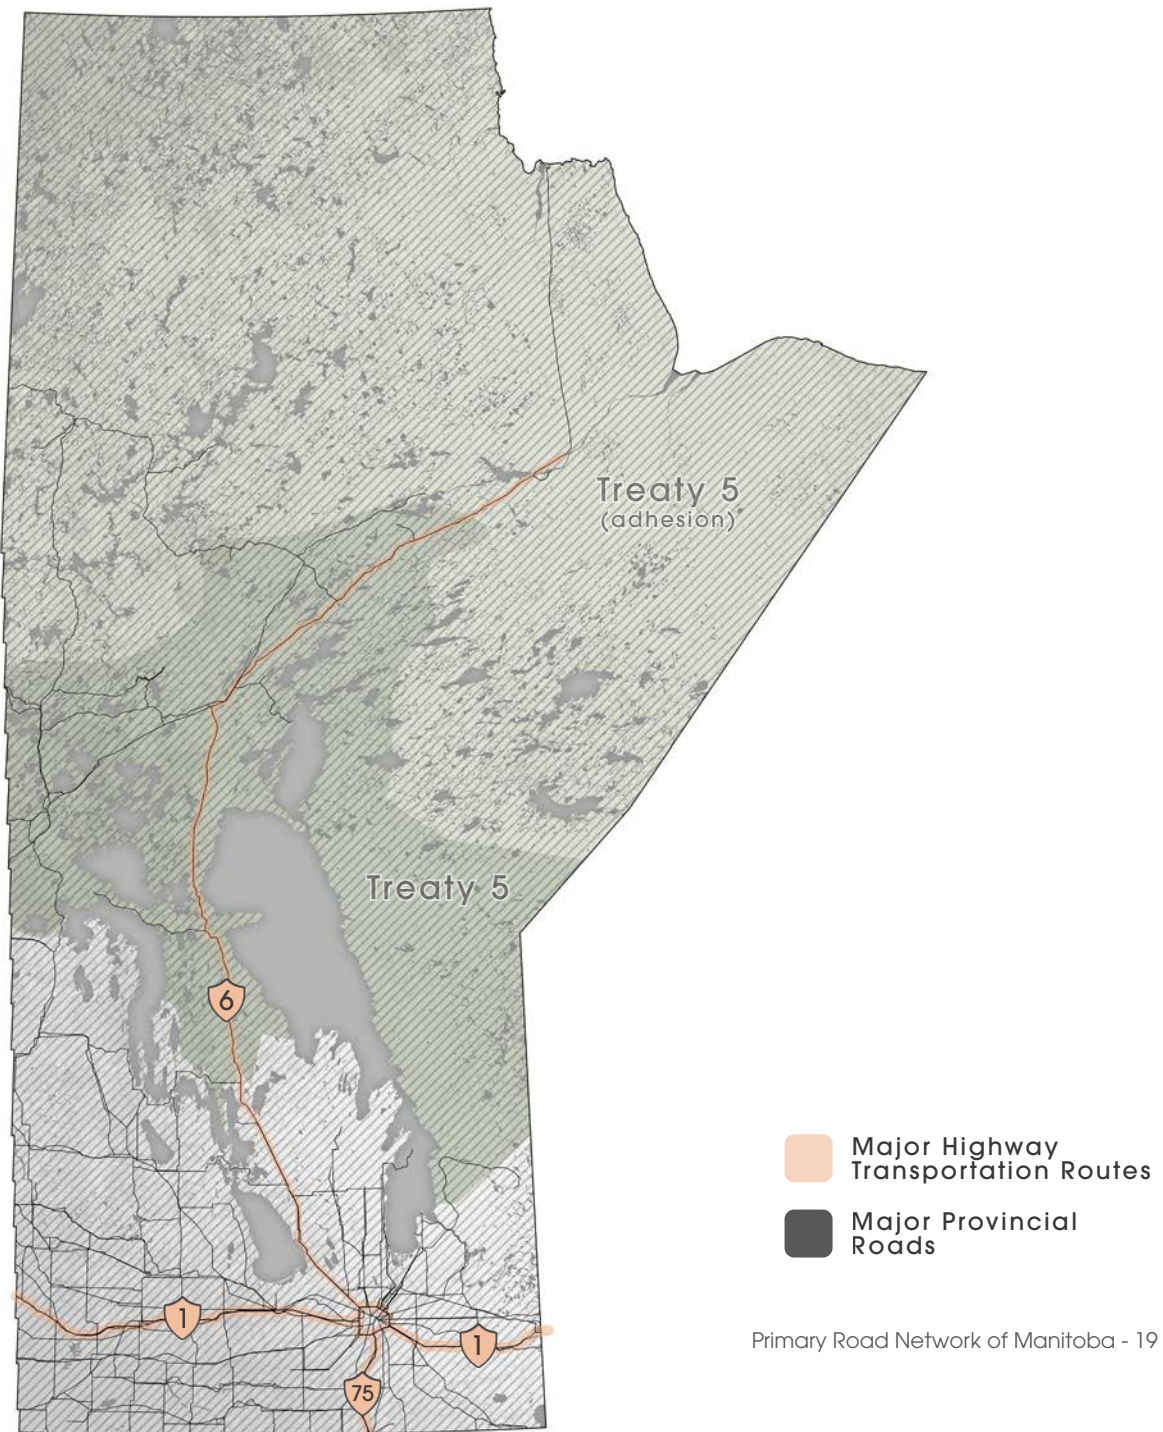 Treaty 5
(adhesion)
Treaty 5
6
Major Highway
Transportation Routes
Major Provincial
Roads
1
1
75
Primary Road Network of Manitoba - 19